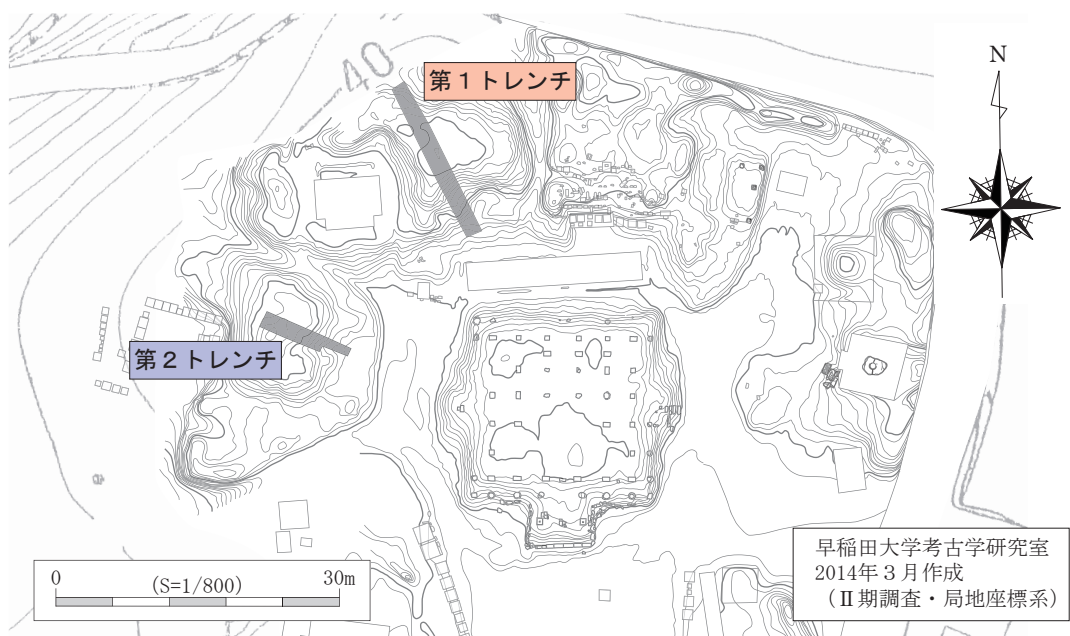 40
第１トレンチ
N
第２トレンチ
0 (S=1/800) 30m
早稲田大学考古学研究室
2014年３月作成
（Ⅱ期調査・局地座標系）